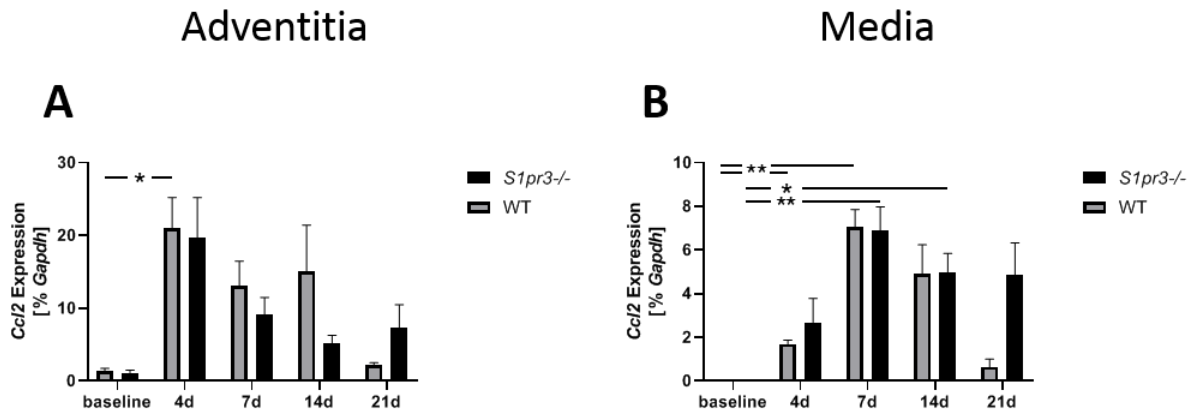 Adventitia
Media
A
Ccl2 Expression
[% Gapdh]
30
20
10
0
*
baseline 4d 7d 14d 21d
S1pr3-/-
WT
B
Ccl2 Expression
[% Gapdh]
10
8
6
4
2
0
**
*
**
baseline 4d 7d 14d 21d
S1pr3-/-
WT